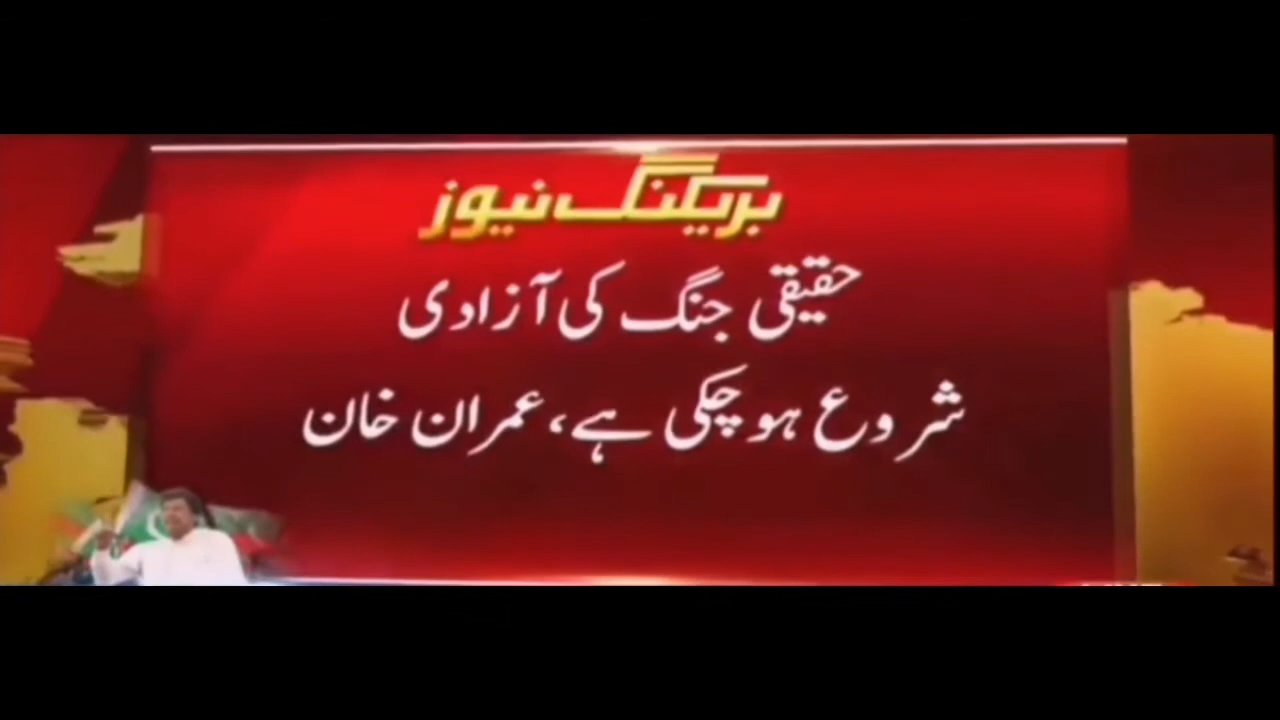 بریکنگ نیوز
حقیقی جنگ کی آزادی
شروع ہو چکی ہے، عمران خان